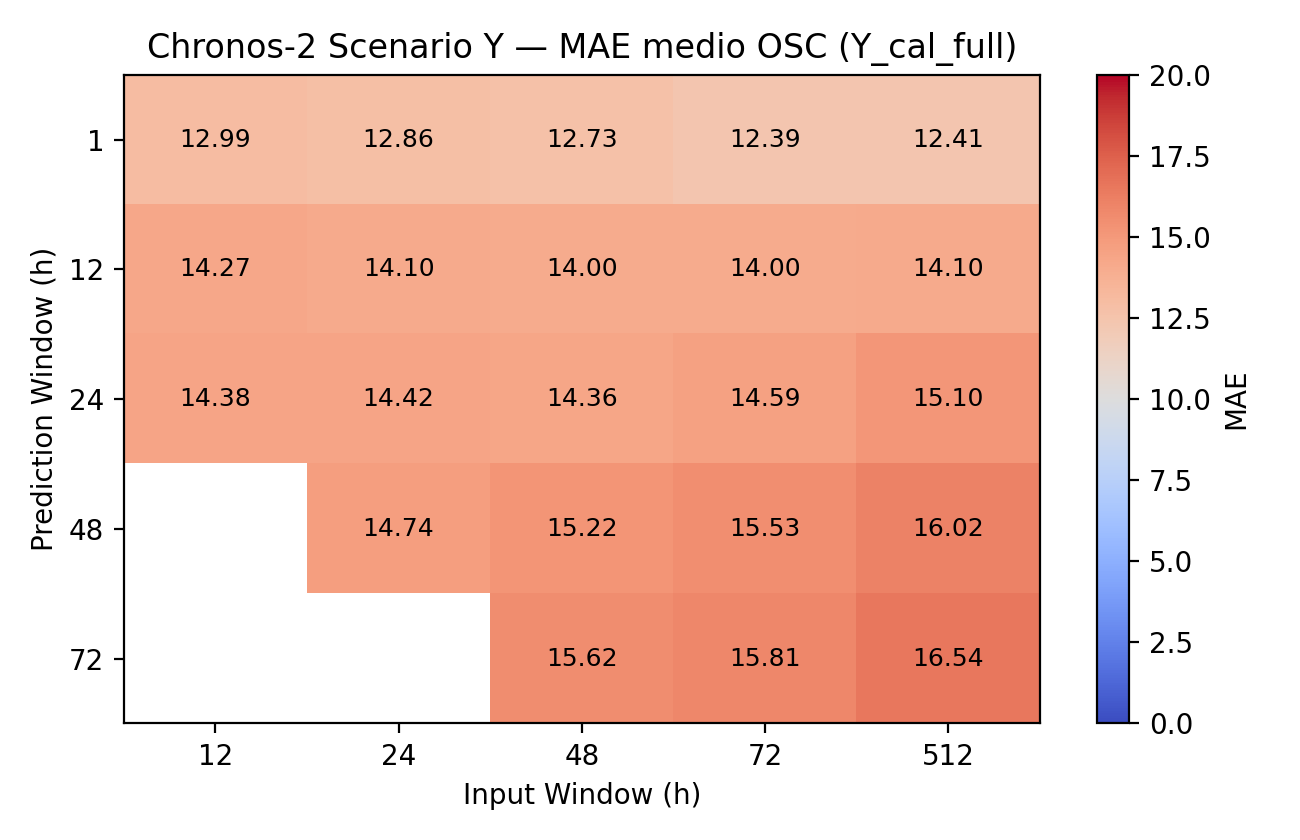 Chronos-2 Scenario Y — MAE medio OSC (Y_cal_full)
Prediction Window (h)
1 12.99 12.86 12.73 12.39 12.41
12 14.27 14.10 14.00 14.00 14.10
24 14.38 14.42 14.36 14.59 15.10
48 14.74 15.22 15.53 16.02
72 15.62 15.81 16.54
12 24 48 72 512
Input Window (h)
20.0
17.5
15.0
12.5
10.0
7.5
5.0
2.5
0.0
MAE